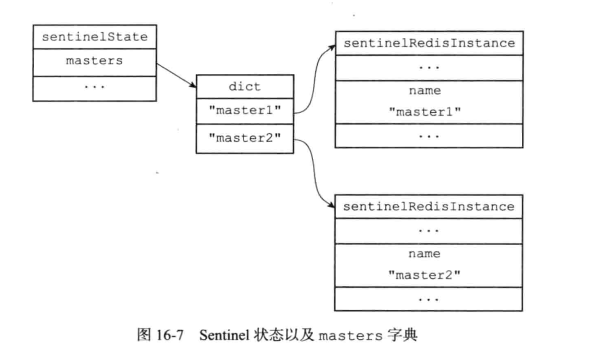 sentinelState
masters
...
dict
"master1"
"master2"
sentinelRedisInstance
...
name
"master1"
...
sentinelRedisInstance
...
name
"master2"
...
图 16-7 Sentinel 状态以及 masters 字典